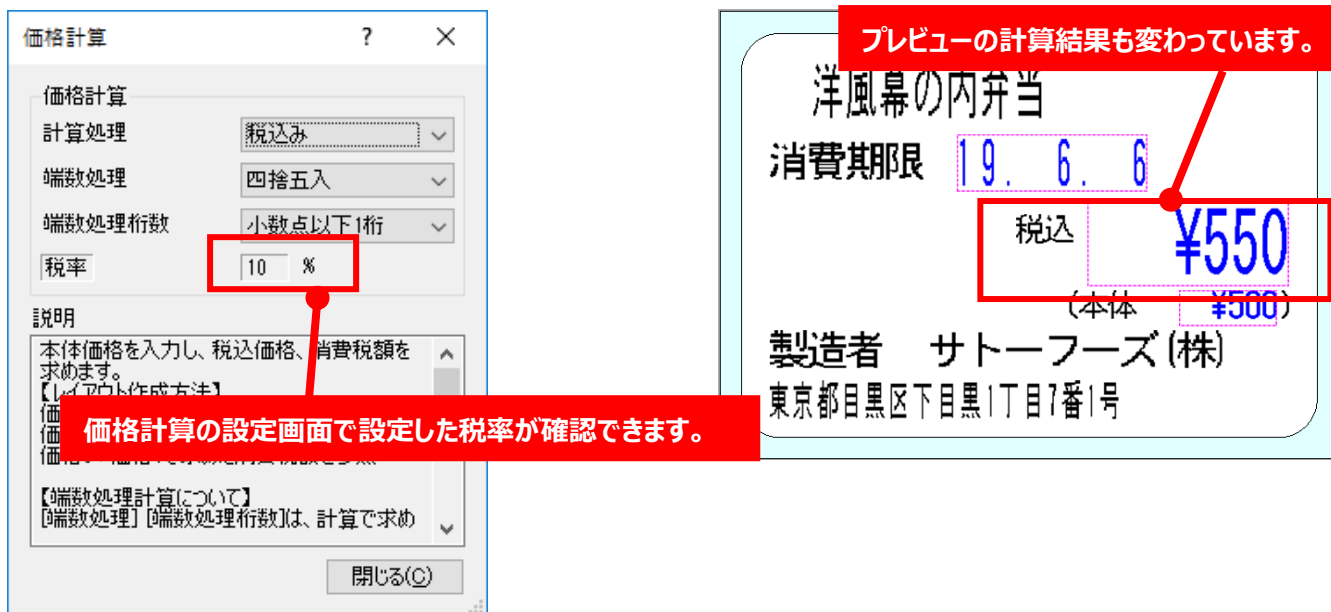 価格計算 ? ×
価格計算
計算処理 税込み
端数処理 四捨五入
端数処理桁数 小数点以下1桁
税率 10 %
説明
本体価格を入力し、税込価格、消費税額を
求めます。
【レイアウト作成方法】
価格計算の設定画面で設定した税率が確認できます。
【端数処理計算について】
[端数処理] [端数処理桁数]は、計算で求め
閉じる(C)
プレビューの計算結果も変わっています。
洋風幕の内弁当
消費期限 19. 6. 6
税込 ¥550
(本体 ¥500)
製造者 サトーフーズ(株)
東京都目黒区下目黒1丁目7番1号